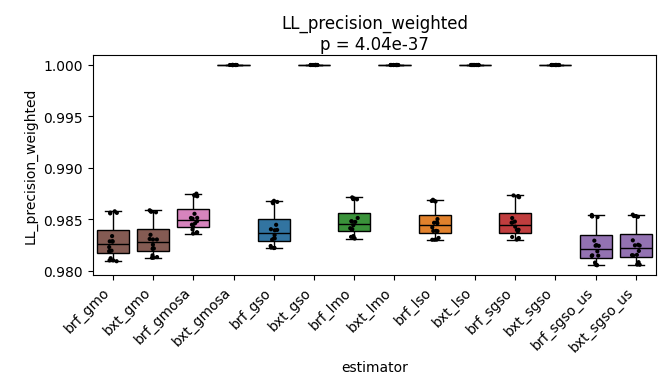 LL_precision_weighted
p = 4.04e-37
LL_precision_weighted
1.000
0.995
0.990
0.985
0.980
brf_gmo
bxt_gmo
brf_gmosa
bxt_gmosa
brf_gso
bxt_gso
brf_lmo
bxt_lmo
brf_lso
bxt_lso
brf_sgso
bxt_sgso
brf_sgso_us
bxt_sgso_us
estimator